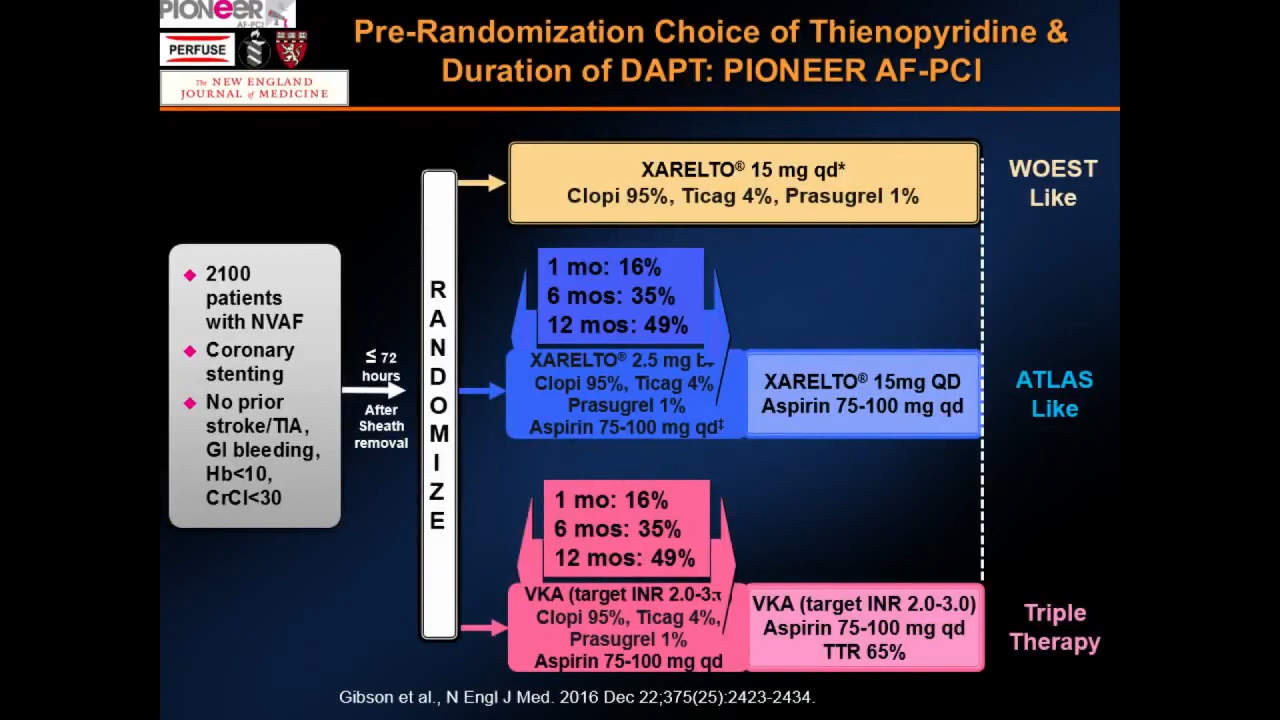 PIONEER
AF-PCI
PERFUSE
The NEW ENGLAND
JOURNAL of MEDICINE
Pre-Randomization Choice of Thienopyridine &
Duration of DAPT: PIONEER AF-PCI
2100
patients
with NVAF
Coronary
stenting
No prior
stroke/TIA,
GI bleeding,
Hb<10,
CrCl<30
≤ 72
hours
After
Sheath
removal
R
A
N
D
O
M
I
Z
E
XARELTO® 15 mg qd*
Clopi 95%, Ticag 4%, Prasugrel 1%
WOEST
Like
1 mo: 16%
6 mos: 35%
12 mos: 49%
XARELTO® 2.5 mg
Clopi 95%, Ticag 4%
Prasugrel 1%
Aspirin 75-100 mg qd‡
XARELTO® 15mg QD
Aspirin 75-100 mg qd
ATLAS
Like
1 mo: 16%
6 mos: 35%
12 mos: 49%
VKA (target INR 2.0-3.
Clopi 95%, Ticag 4%,
Prasugrel 1%
Aspirin 75-100 mg qd
VKA (target INR 2.0-3.0)
Aspirin 75-100 mg qd
TTR 65%
Triple
Therapy
Gibson et al., N Engl J Med. 2016 Dec 22;375(25):2423-2434.